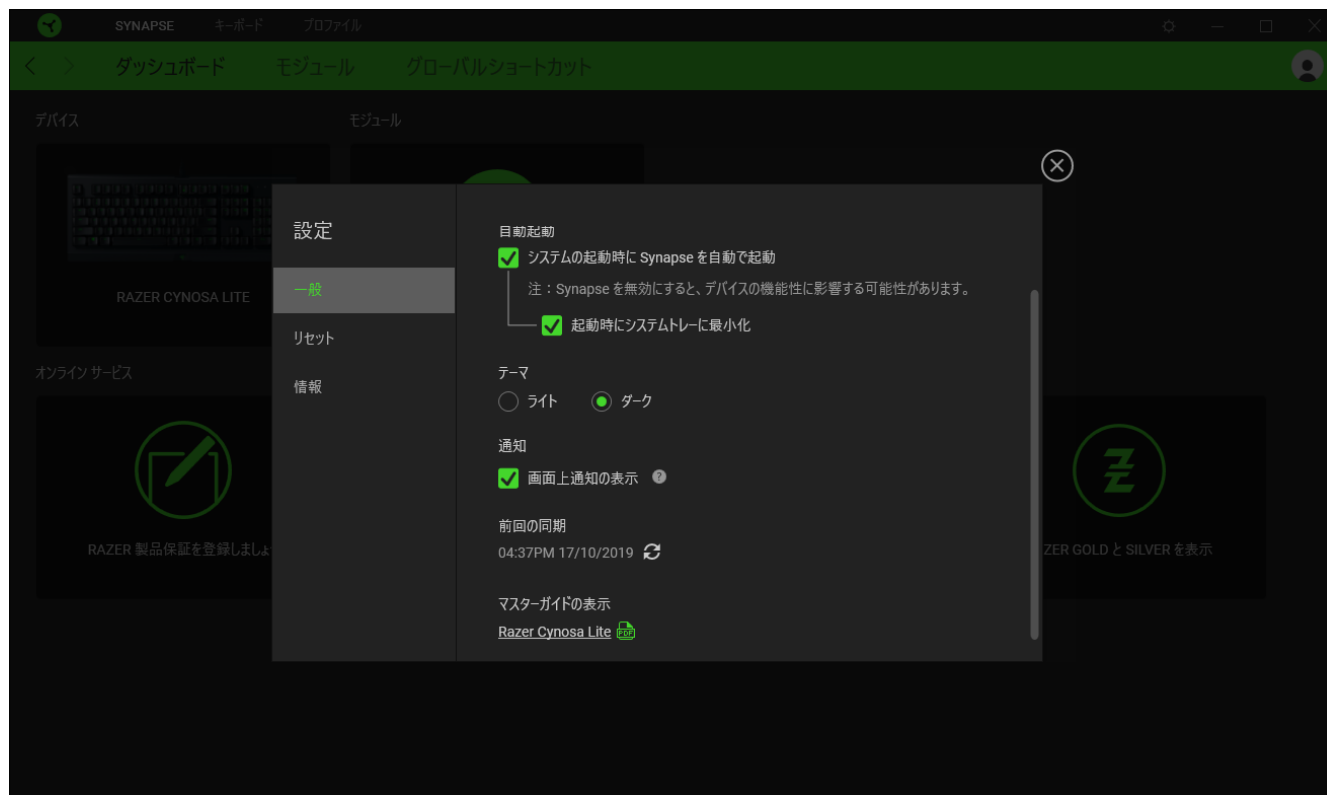 SYNAPSE
キーボード
プロファイル
ダッシュボード
モジュール
グローバルショートカット
デバイス
モジュール
RAZER CYNOSA LITE
オンライン サービス
RAZER 製品保証を登録しましょ
ZER GOLD と SILVER を表示
設定
一般
リセット
情報
自動起動
システムの起動時に Synapse を自動で起動
注：Synapse を無効にすると、デバイスの機能性に影響する可能性があります。
起動時にシステムトレーに最小化
テーマ
ライト
ダーク
通知
画面上通知の表示
前回の同期
04:37PM 17/10/2019
マスターガイドの表示
Razer Cynosa Lite
PDF